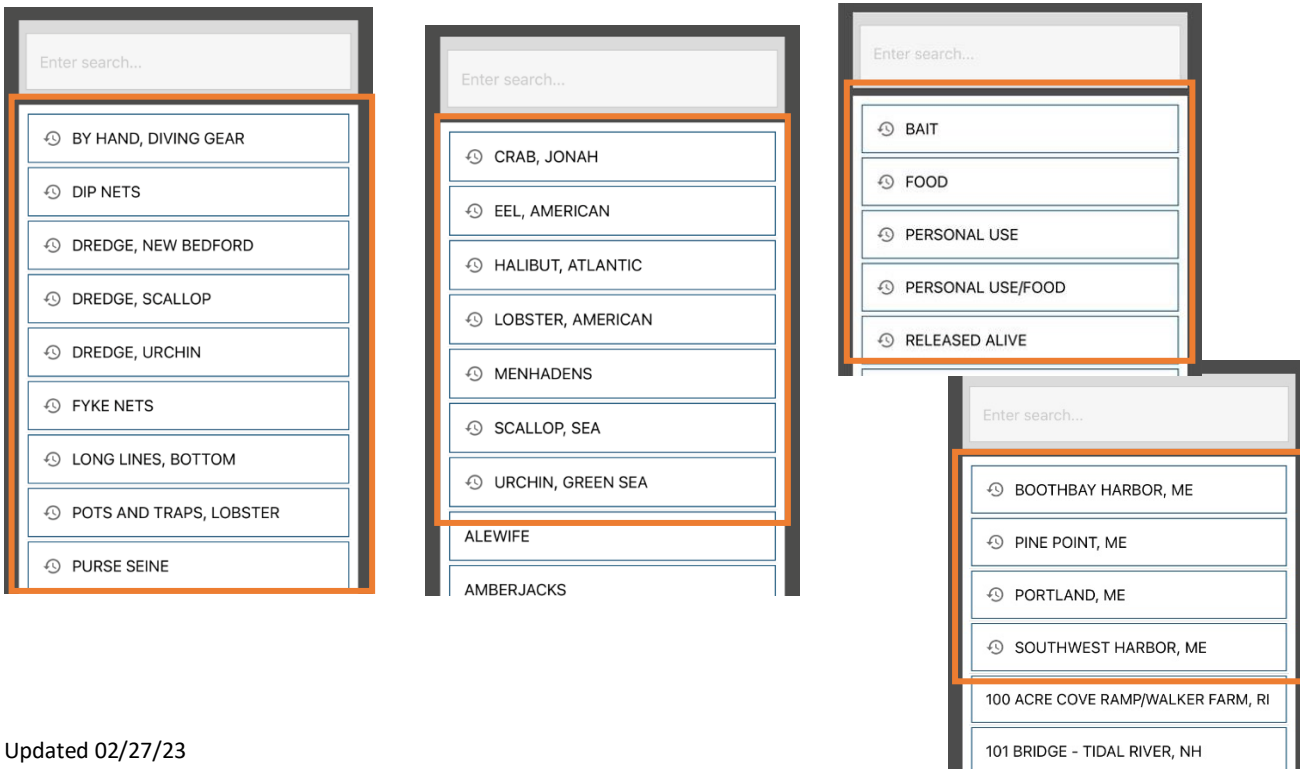 Enter search...
BY HAND, DIVING GEAR
DIP NETS
DREDGE, NEW BEDFORD
DREDGE, SCALLOP
DREDGE, URCHIN
FYKE NETS
LONG LINES, BOTTOM
POTS AND TRAPS, LOBSTER
PURSE SEINE
Enter search...
CRAB, JONAH
EEL, AMERICAN
HALIBUT, ATLANTIC
LOBSTER, AMERICAN
MENHADENS
SCALLOP, SEA
URCHIN, GREEN SEA
ALEWIFE
AMBERJACKS
Enter search...
BAIT
FOOD
PERSONAL USE
PERSONAL USE/FOOD
RELEASED ALIVE
Enter search...
BOOTHBAY HARBOR, ME
PINE POINT, ME
PORTLAND, ME
SOUTHWEST HARBOR, ME
100 ACRE COVE RAMP/WALKER FARM, RI
101 BRIDGE - TIDAL RIVER, NH
Updated 02/27/23